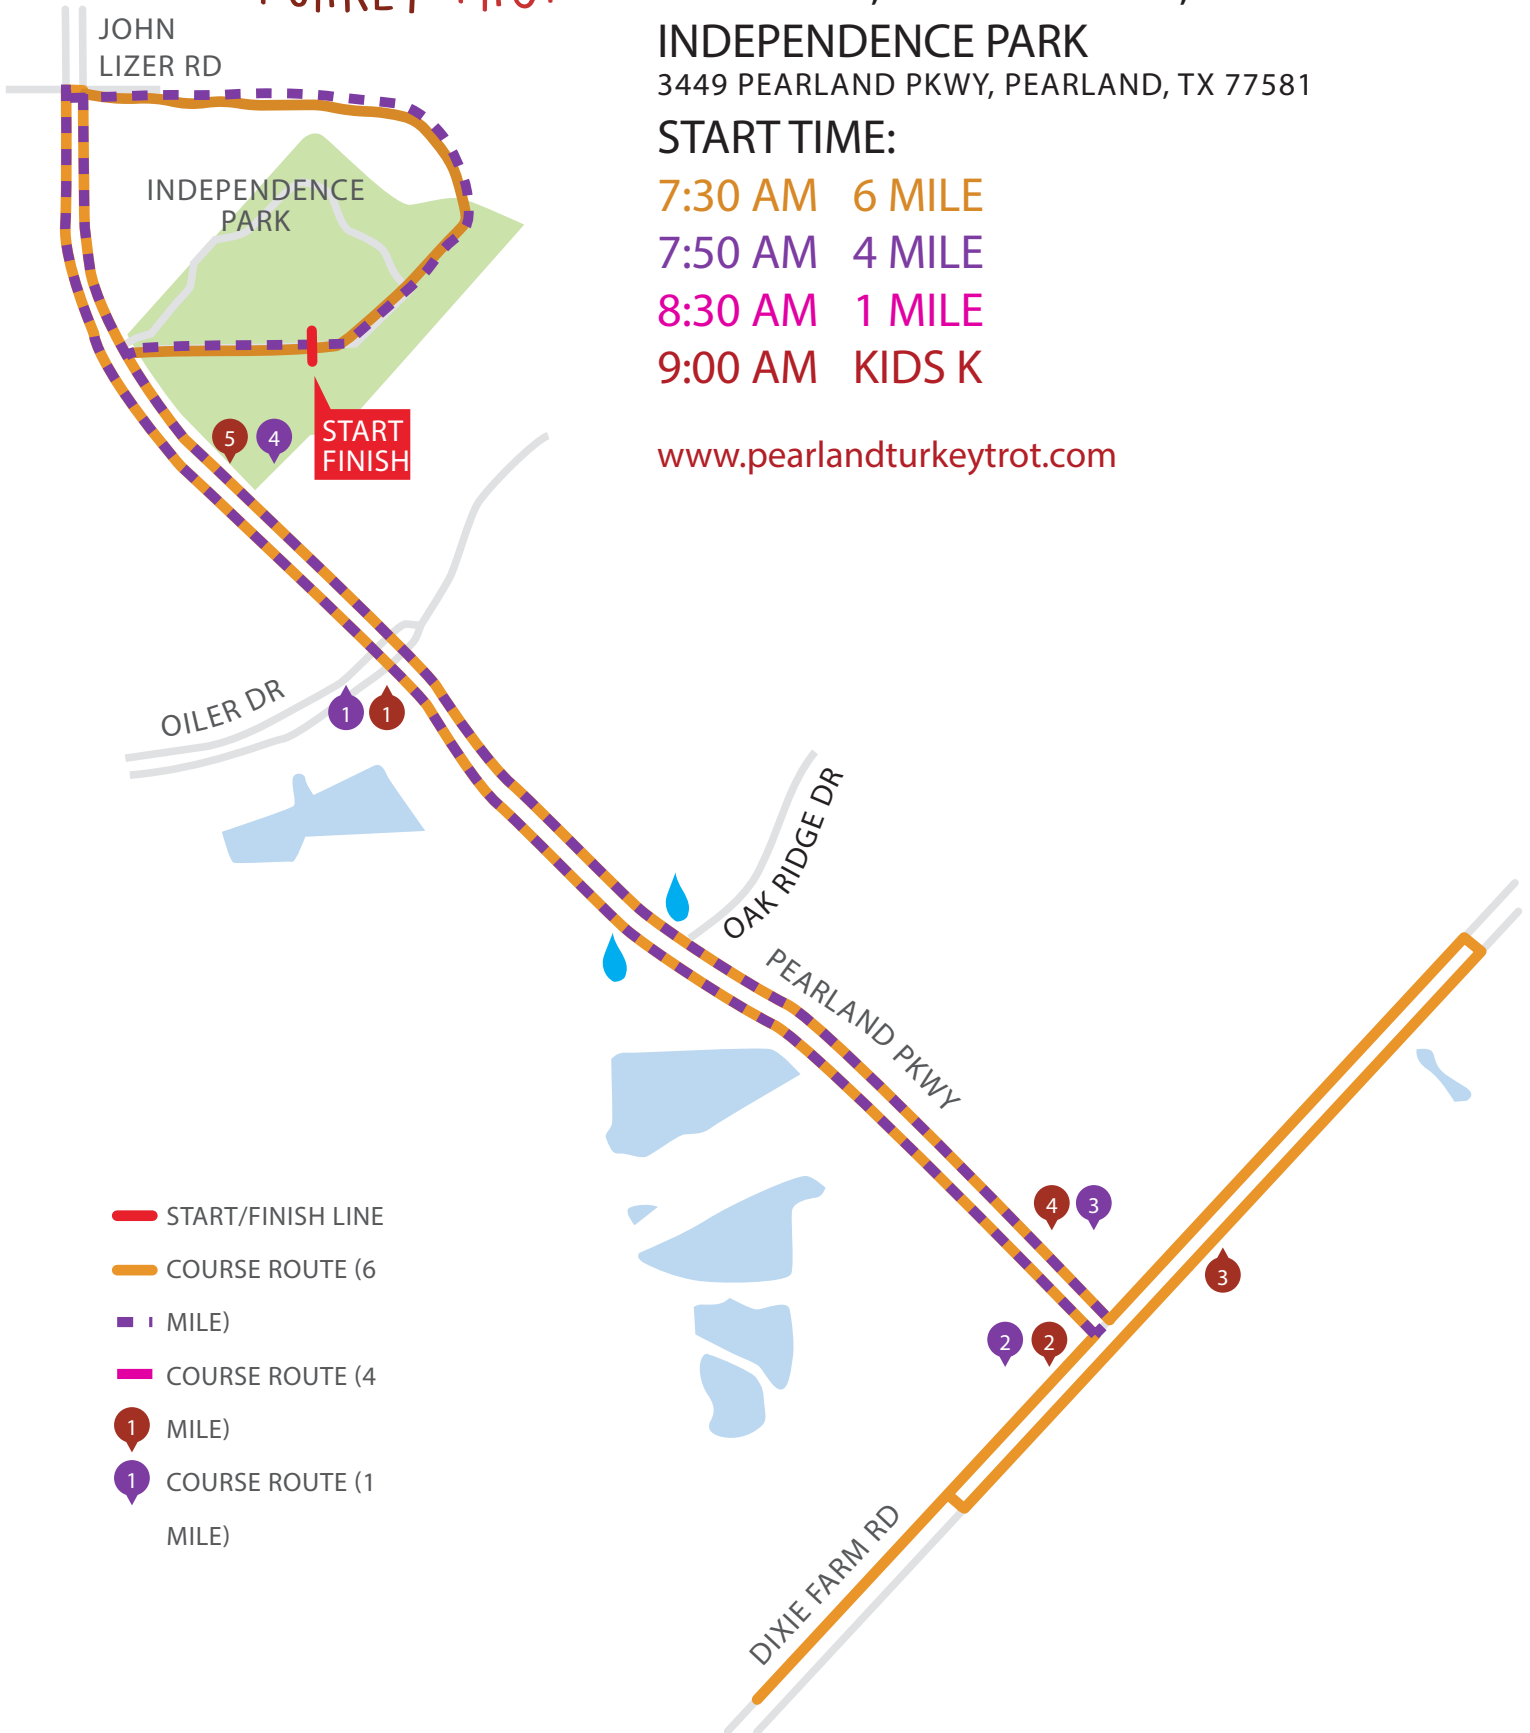 INDEPENDENCE PARK
3449 PEARLAND PKWY, PEARLAND, TX 77581
START TIME:
7:30 AM 6 MILE
7:50 AM 4 MILE
8:30 AM 1 MILE
9:00 AM KIDS K
www.pearlandturkeytrot.com
JOHN
LIZER RD
INDEPENDENCE
PARK
5 4
START
FINISH
OILER DR
1 1
OAK RIDGE DR
PEARLAND PKWY
4 3
3
2 2
DIXIE FARM RD
START/FINISH LINE
COURSE ROUTE (6
MILE)
COURSE ROUTE (4
1 MILE)
1 COURSE ROUTE (1
MILE)